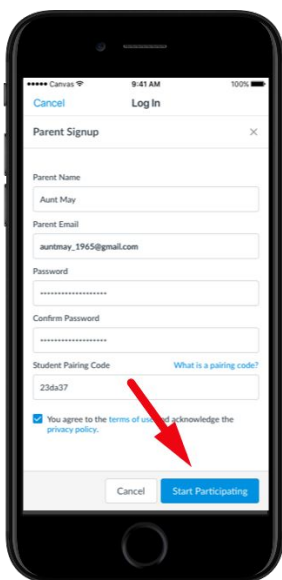 Canvas 9:41 AM 100%
Cancel Log In
Parent Signup ×
Parent Name
Aunt May
Parent Email
auntmay_1965@gmail.com
Password
Confirm Password
Student Pairing Code What is a pairing code?
23da37
You agree to the terms of use and acknowledge the
privacy policy.
Cancel Start Participating